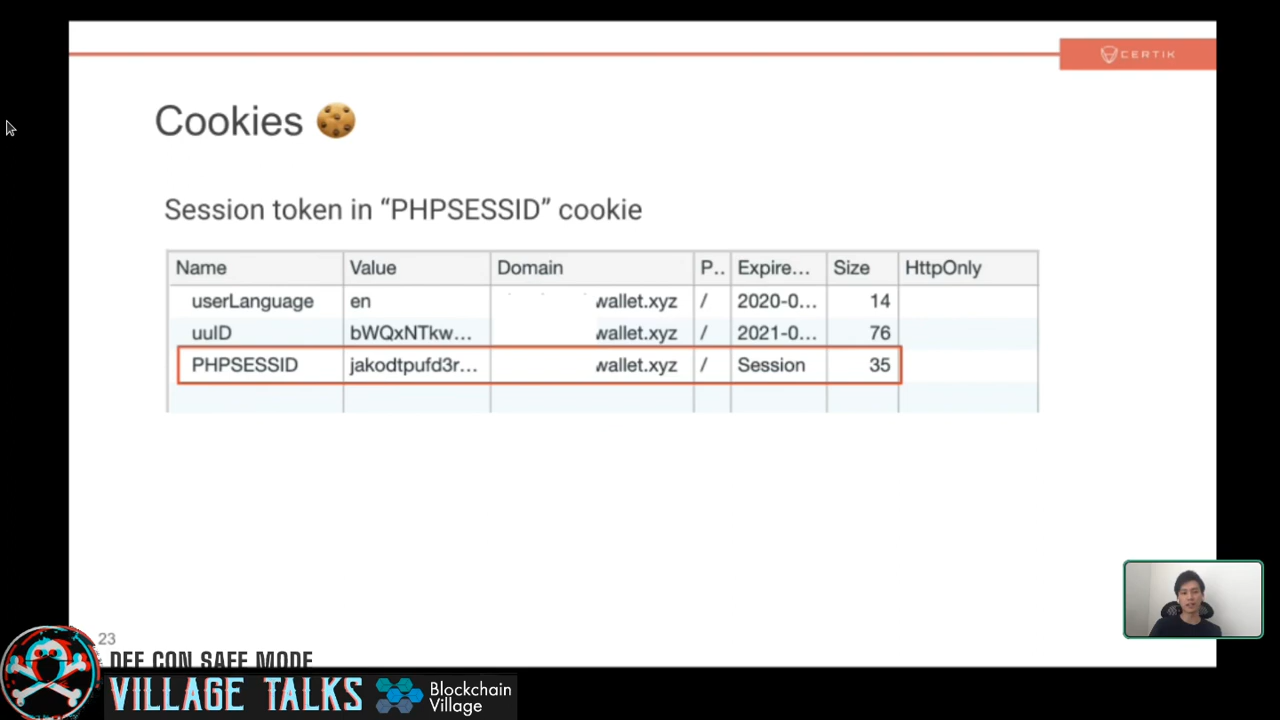 CERTIK
Cookies
Session token in “PHPSESSID” cookie
Name Value Domain P.. Expire... Size HttpOnly
userLanguage en wallet.xyz / 2020-0... 14
uuID bWQxNTkw... wallet.xyz / 2021-0... 76
PHPSESSID jakodtpufd3r... wallet.xyz / Session 35
23
DEF CON SAFE MODE
VILLAGE TALKS
Blockchain
Village